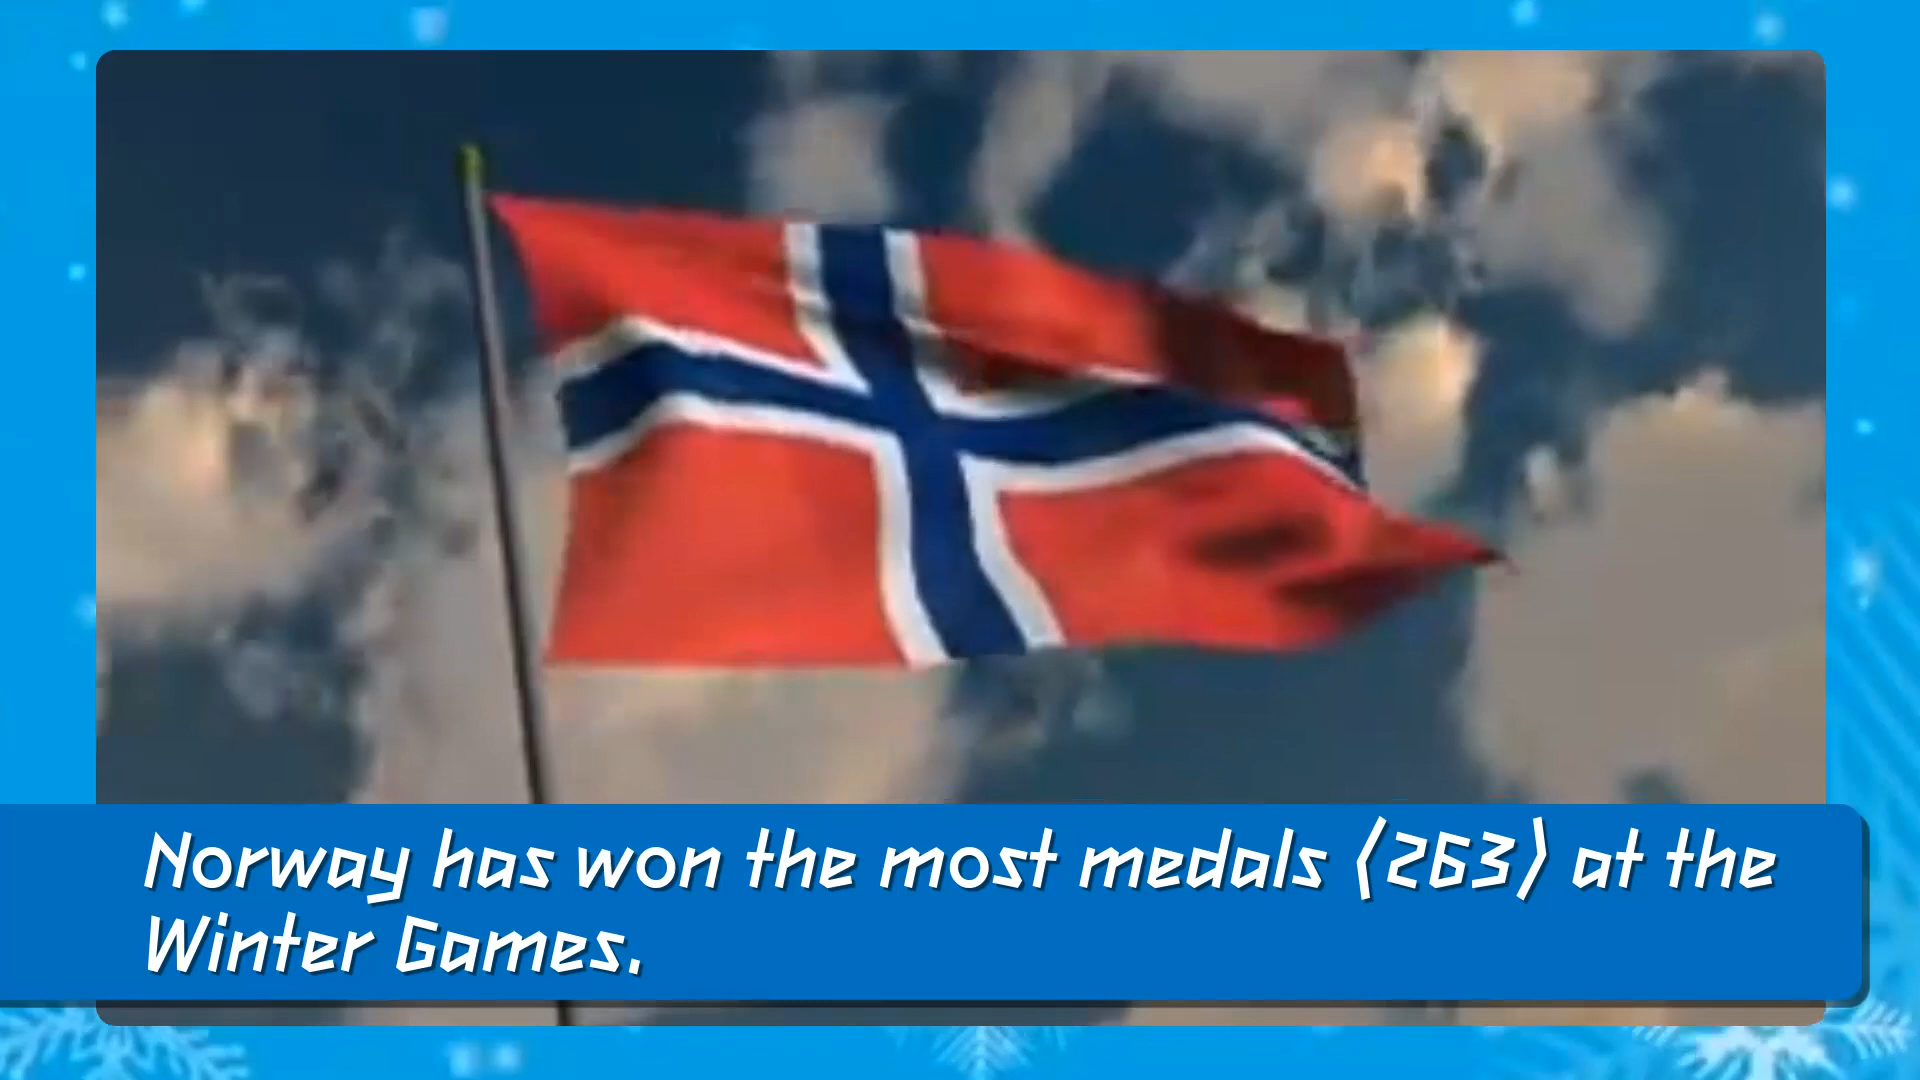 Norway has won the most medals (263) at the
Winter Games.